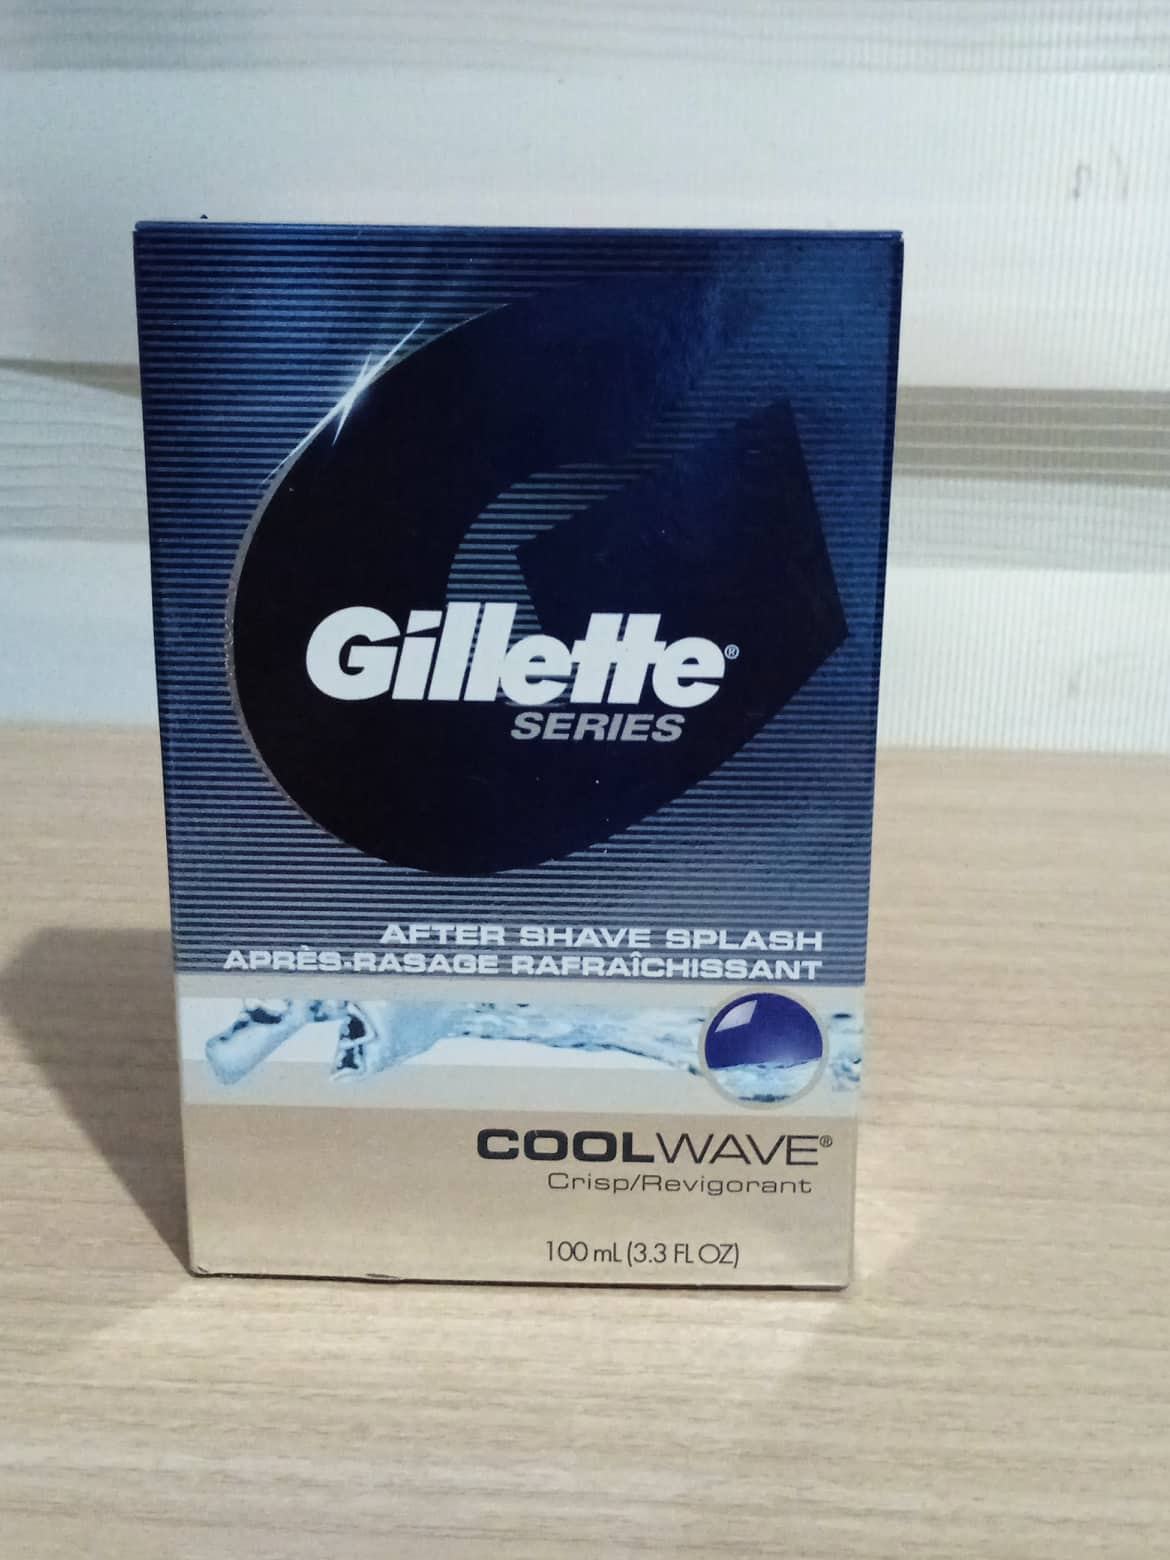 Gillette®
SERIES
AFTER SHAVE SPLASH
APRÈS-RASAGE RAFRAÎCHISSANT
COOLWAVE®
Crisp/Revigorant
100 mL (3.3 FL OZ)